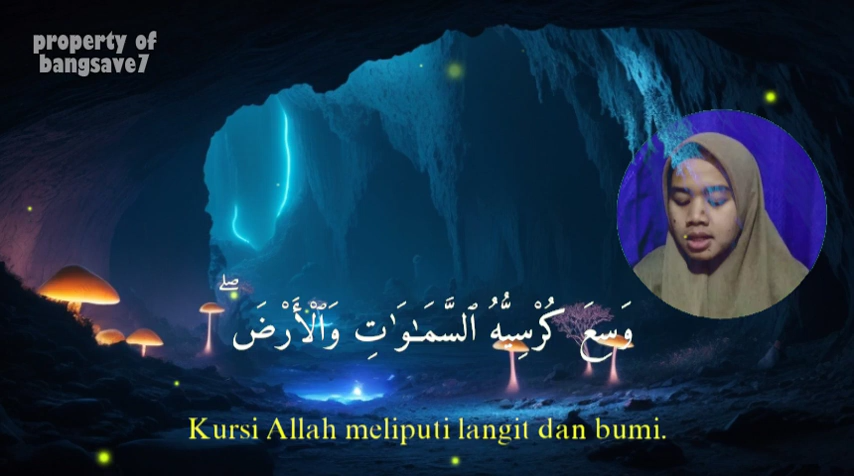 property of
bangsave7
وَسِعَ كُرْسِيُّهُ ٱلسَّمَـٰوَٰتِ وَٱلْأَرْضَ ۖ
Kursi Allah meliputi langit dan bumi.